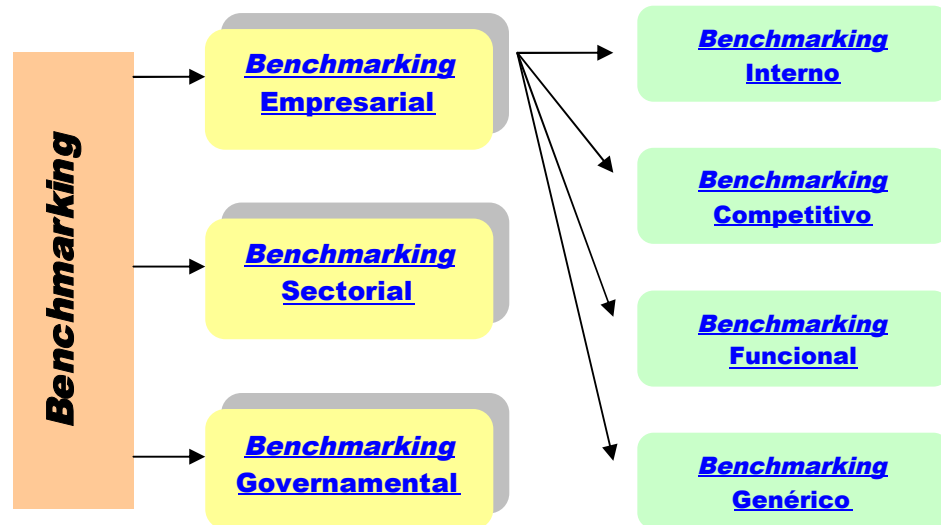 Benchmarking
Benchmarking
Empresarial
Benchmarking
Sectorial
Benchmarking
Governamental
Benchmarking
Interno
Benchmarking
Competitivo
Benchmarking
Funcional
Benchmarking
Genérico